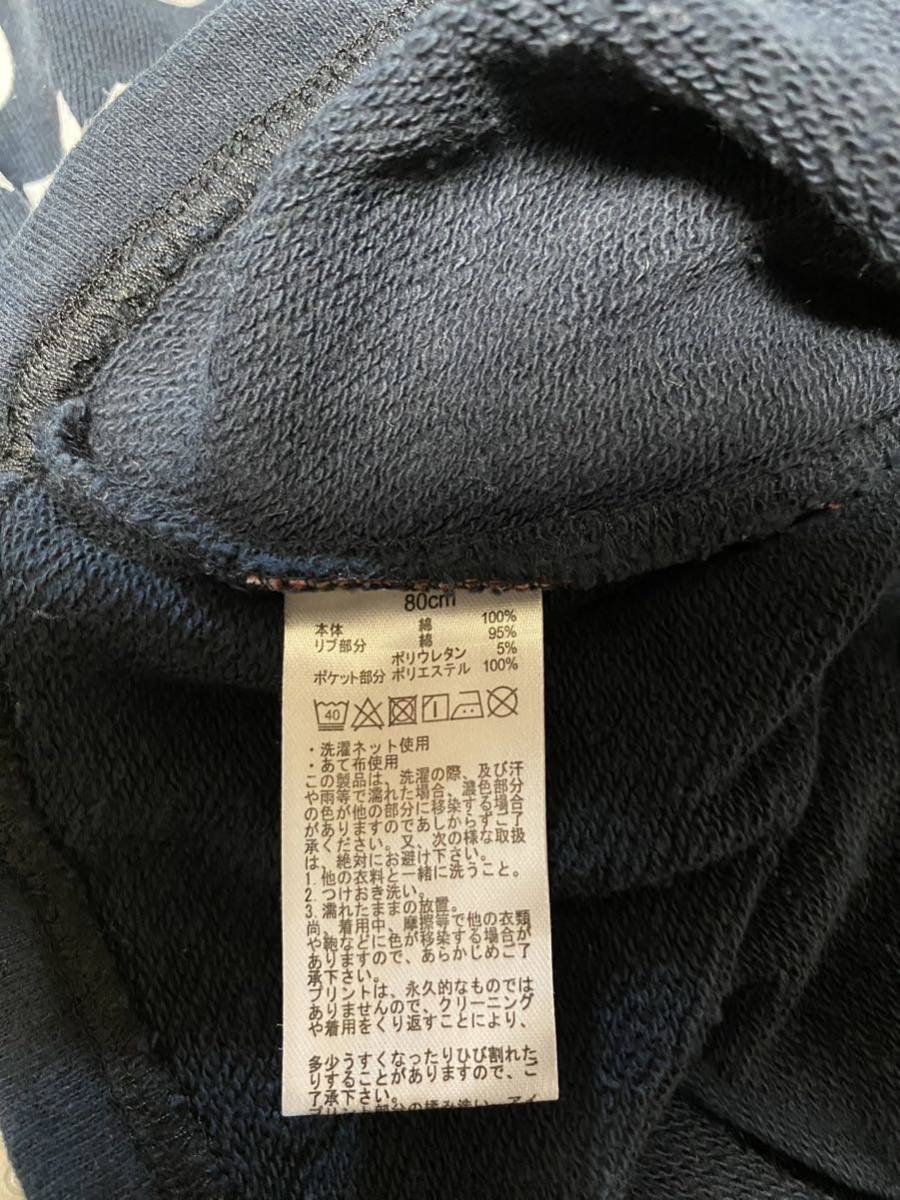 80cm
本体 綿 100%
リブ部分 綿 95%
ポリウレタン 5%
ポケット部分 ポリエステル 100%
40
・洗濯ネット使用
・あて布使用
この製品は、洗濯の際、及び汗
や雨等で濡れた場合、濃色部分
の色が他の部分に移染する場合
がありますのであしからずご了
承ください。又、次の様な取扱
は、絶対にお避け下さい。
1. 他の衣料と一緒に洗うこと。
2. つけおき洗い。
3. 濡れたままの放置。
尚、着用中、摩擦等で他の衣類
や鞄などに色が移染する場合が
ありますので、あらかじめご了
承下さい。
プリントは、永久的なものでは
ありませんので、クリーニング
や着用をくり返すことにより、
多少うすくなったりひび割れた
りすることがありますので、ご
了承下さい。
プリント部分の揉み洗い、アイ